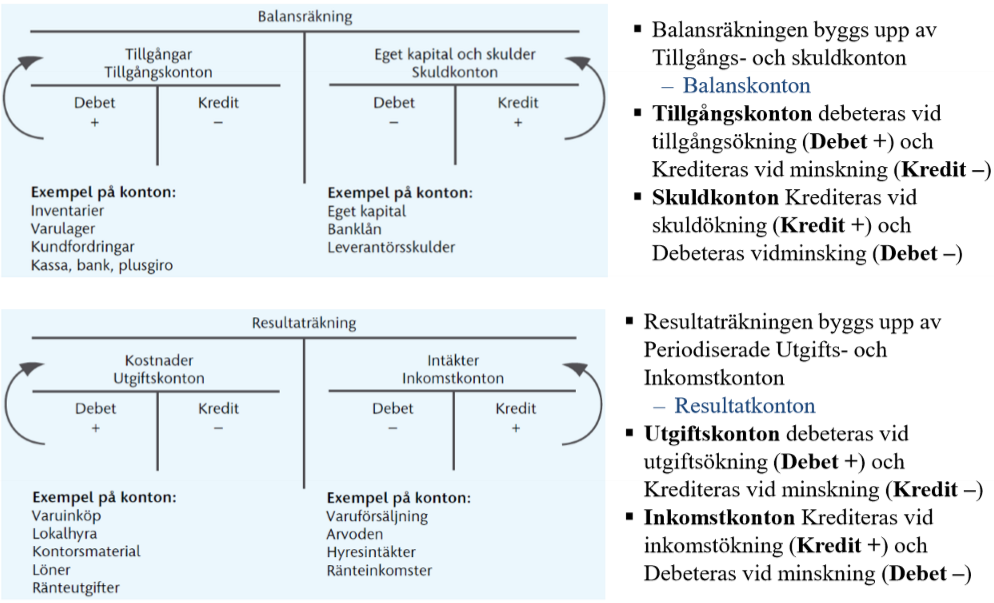 Balansräkning
Tillgångar
Tillgångskonton
Debet
+
Kredit
–
Eget kapital och skulder
Skuldkonton
Debet
–
Kredit
+
Exempel på konton:
Inventarier
Varulager
Kundfordringar
Kassa, bank, plusgiro
Exempel på konton:
Eget kapital
Banklån
Leverantörsskulder
▪ Balansräkningen byggs upp av
Tillgångs- och skuldkonton
– Balanskonton
▪ Tillgångskonton debeteras vid
tillgångsökning (Debet +) och
Krediteras vid minskning (Kredit –)
▪ Skuldkonton Krediteras vid
skuldökning (Kredit +) och
Debeteras vidminsking (Debet –)
Resultaträkning
Kostnader
Utgiftskonton
Debet
+
Kredit
–
Intäkter
Inkomstkonton
Debet
–
Kredit
+
Exempel på konton:
Varuinköp
Lokalhyra
Kontorsmaterial
Löner
Ränteutgifter
Exempel på konton:
Varuförsäljning
Arvoden
Hyresintäkter
Ränteinkomster
▪ Resultaträkningen byggs upp av
Periodiserade Utgifts- och
Inkomstkonton
– Resultatkonton
▪ Utgiftskonton debeteras vid
utgiftsökning (Debet +) och
Krediteras vid minskning (Kredit –)
▪ Inkomstkonton Krediteras vid
inkomstökning (Kredit +) och
Debeteras vid minskning (Debet –)